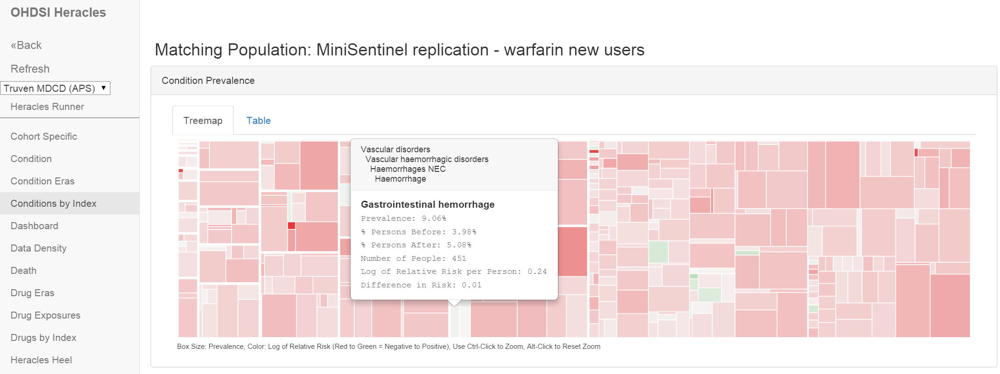 OHDSI Heracles
«Back
Refresh
Truven MDCD (APS) ▼
Heracles Runner
Cohort Specific
Condition
Condition Eras
Conditions by Index
Dashboard
Data Density
Death
Drug Eras
Drug Exposures
Drugs by Index
Heracles Heel
Matching Population: MiniSentinel replication - warfarin new users
Condition Prevalence
Treemap
Table
Vascular disorders
Vascular haemorrhagic disorders
Haemorrhages NEC
Haemorrhage
Gastrointestinal hemorrhage
Prevalence: 9.06%
% Persons Before: 3.98%
% Persons After: 5.08%
Number of People: 451
Log of Relative Risk per Person: 0.24
Difference in Risk: 0.01
Box Size: Prevalence, Color: Log of Relative Risk (Red to Green = Negative to Positive), Use Ctrl-Click to Zoom, Alt-Click to Reset Zoom